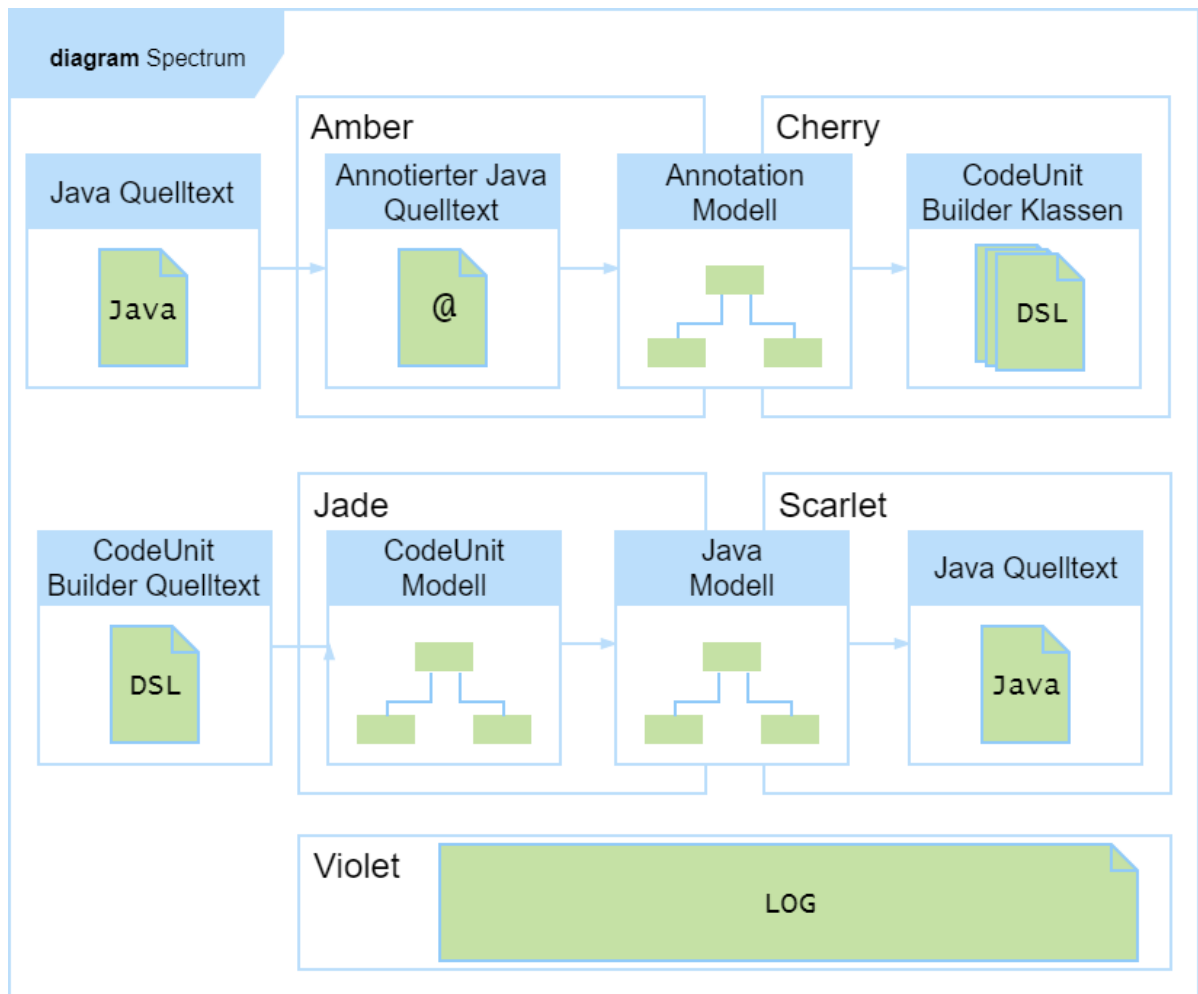 diagram Spectrum
Amber
Cherry
Java Quelltext
Annotierter Java
Quelltext
Annotation
Modell
CodeUnit
Builder Klassen
Java
@
DSL
Jade
Scarlet
CodeUnit
Builder Quelltext
CodeUnit
Modell
Java
Modell
Java Quelltext
DSL
Java
Violet
LOG